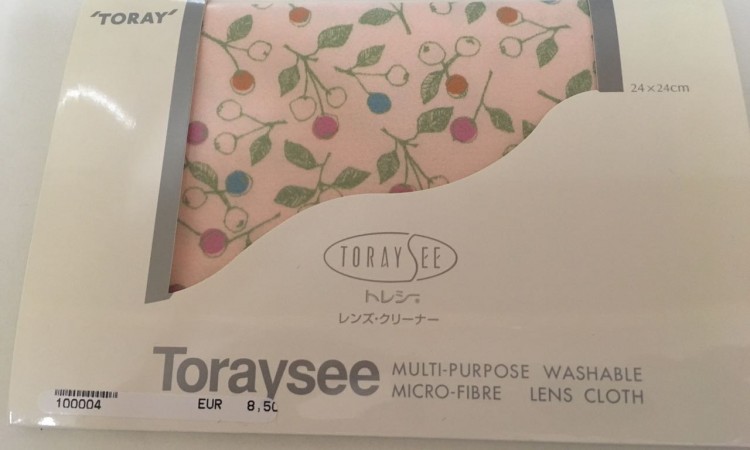 'TORAY'
24×24cm
TORAYSEE
トレシー®
レンズ・クリーナー
Toraysee
MULTI-PURPOSE WASHABLE
MICRO-FIBRE LENS CLOTH
100004 EUR 8,50